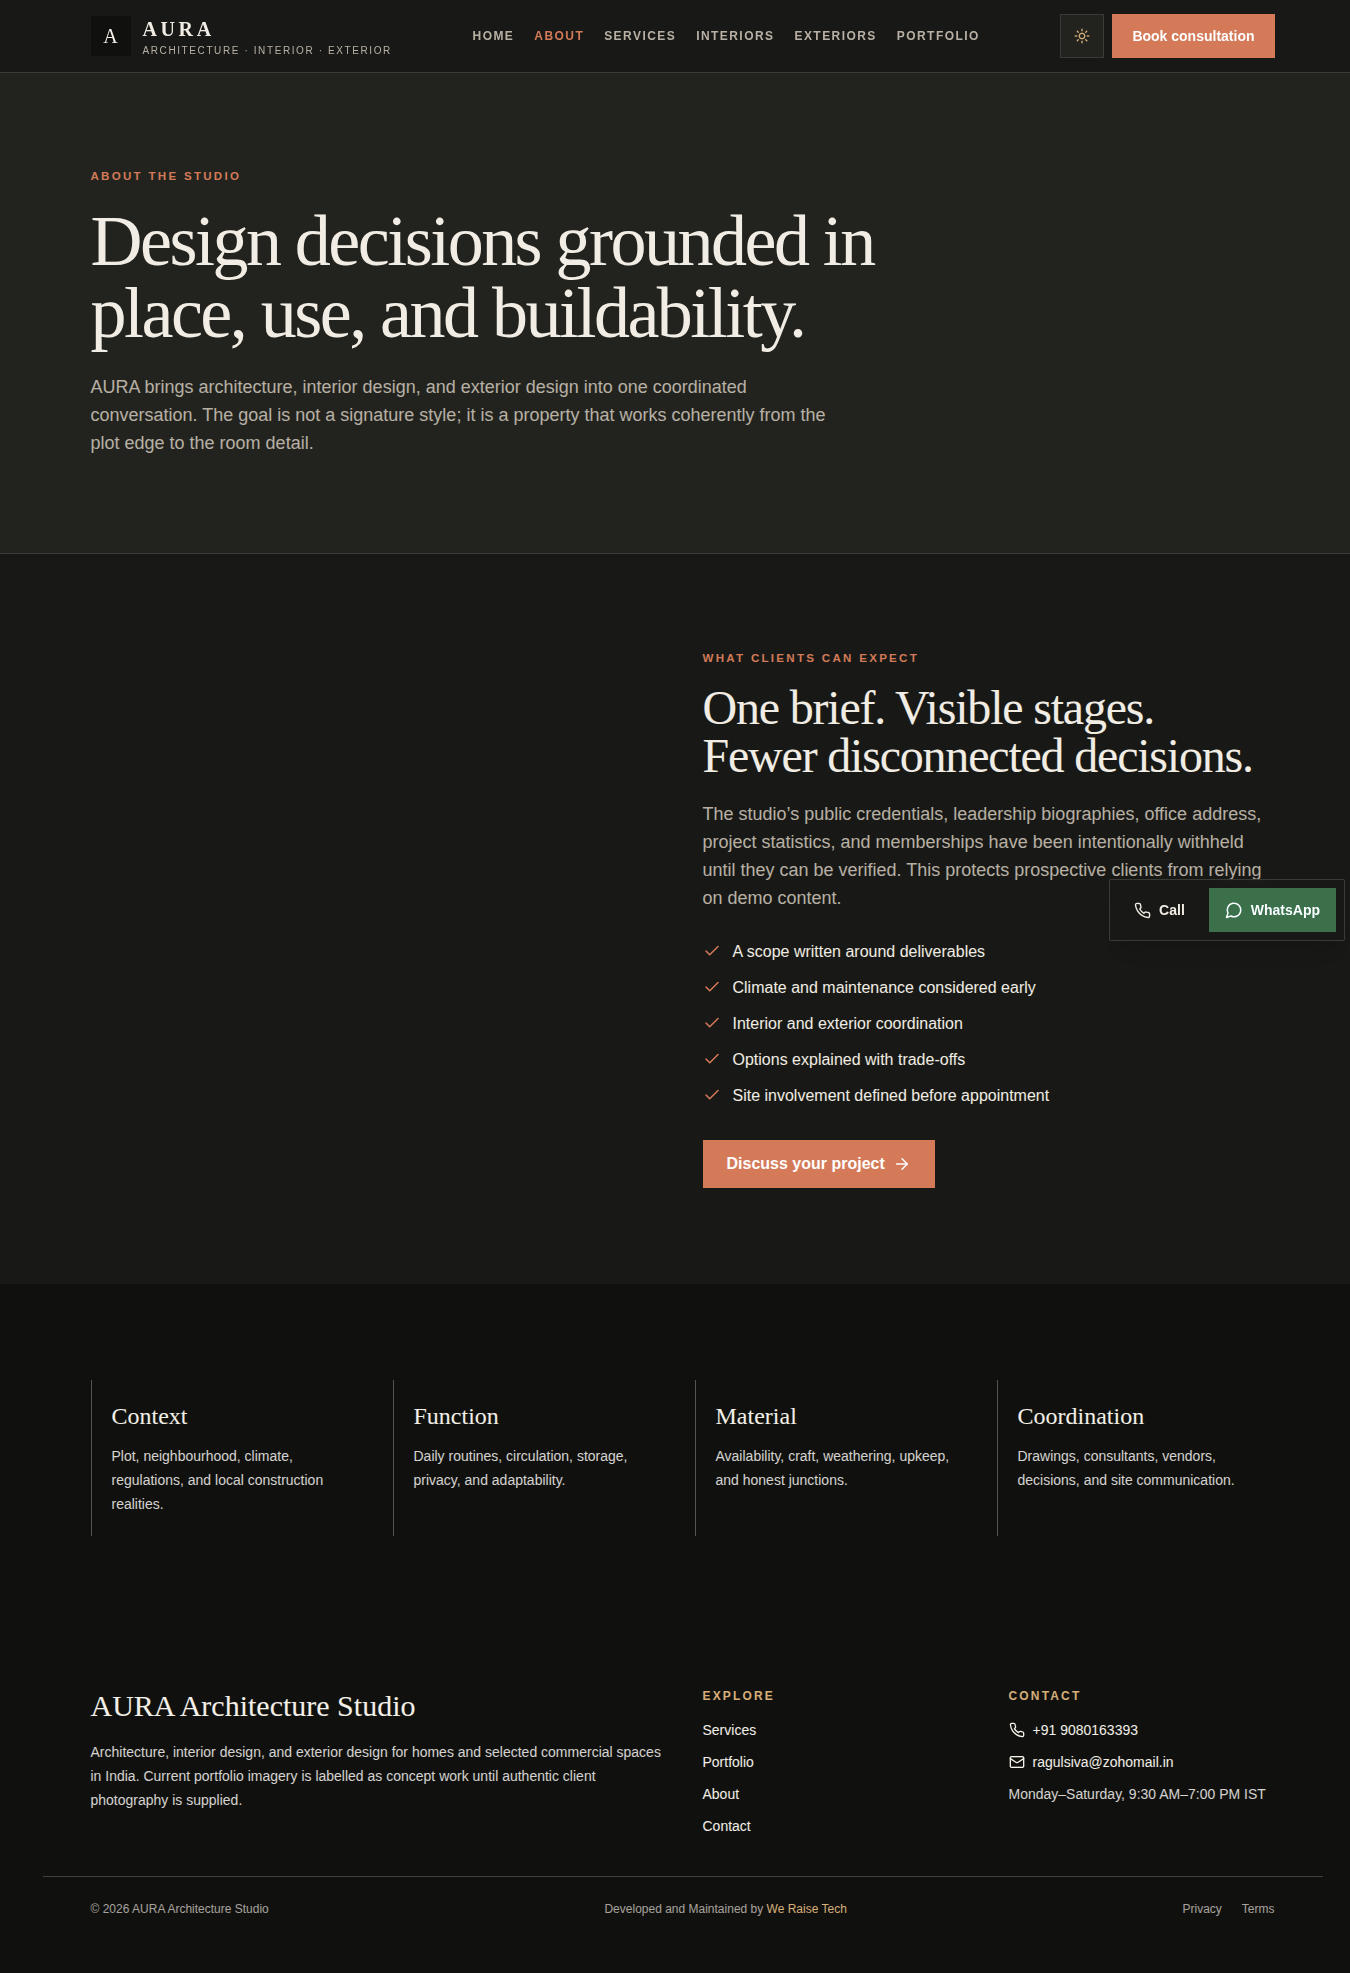 A
AURA
ARCHITECTURE · INTERIOR · EXTERIOR
HOME
ABOUT
SERVICES
INTERIORS
EXTERIORS
PORTFOLIO
Book consultation
ABOUT THE STUDIO
Design decisions grounded in
place, use, and buildability.
AURA brings architecture, interior design, and exterior design into one coordinated
conversation. The goal is not a signature style; it is a property that works coherently from the
plot edge to the room detail.
WHAT CLIENTS CAN EXPECT
One brief. Visible stages.
Fewer disconnected decisions.
The studio’s public credentials, leadership biographies, office address,
project statistics, and memberships have been intentionally withheld
until they can be verified. This protects prospective clients from relying
on demo content.
Call
WhatsApp
A scope written around deliverables
Climate and maintenance considered early
Interior and exterior coordination
Options explained with trade-offs
Site involvement defined before appointment
Discuss your project
Context
Plot, neighbourhood, climate,
regulations, and local construction
realities.
Function
Daily routines, circulation, storage,
privacy, and adaptability.
Material
Availability, craft, weathering, upkeep,
and honest junctions.
Coordination
Drawings, consultants, vendors,
decisions, and site communication.
AURA Architecture Studio
Architecture, interior design, and exterior design for homes and selected commercial spaces
in India. Current portfolio imagery is labelled as concept work until authentic client
photography is supplied.
EXPLORE
Services
Portfolio
About
Contact
CONTACT
+91 9080163393
ragulsiva@zohomail.in
Monday–Saturday, 9:30 AM–7:00 PM IST
© 2026 AURA Architecture Studio
Developed and Maintained by We Raise Tech
Privacy
Terms